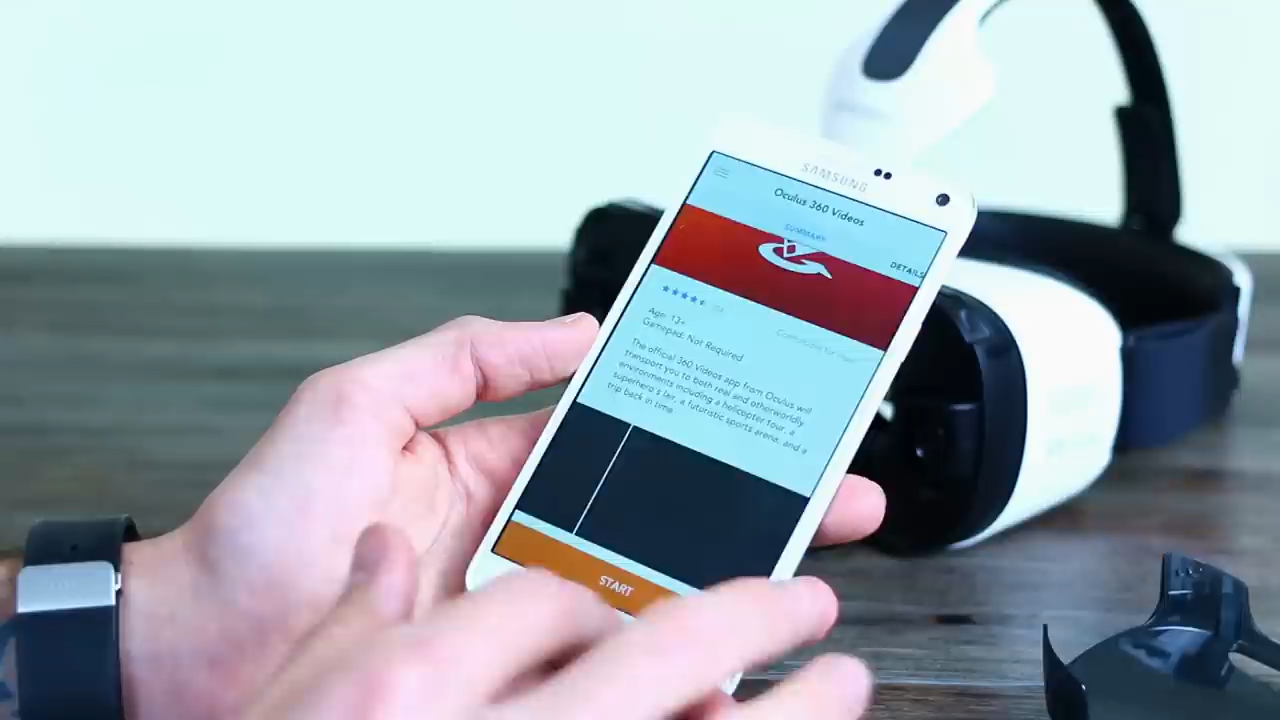 SAMSUNG
Oculus 360 Videos
SUMMARY
DETAILS
Age: 13+
Gamepad: Not Required
Comfortable for
The official 360 Videos app from Oculus will
transport you to both real and otherworldly
environments including a helicopter tour, a
superhero's lair, a futuristic sports arena, and a
trip back in time.
START